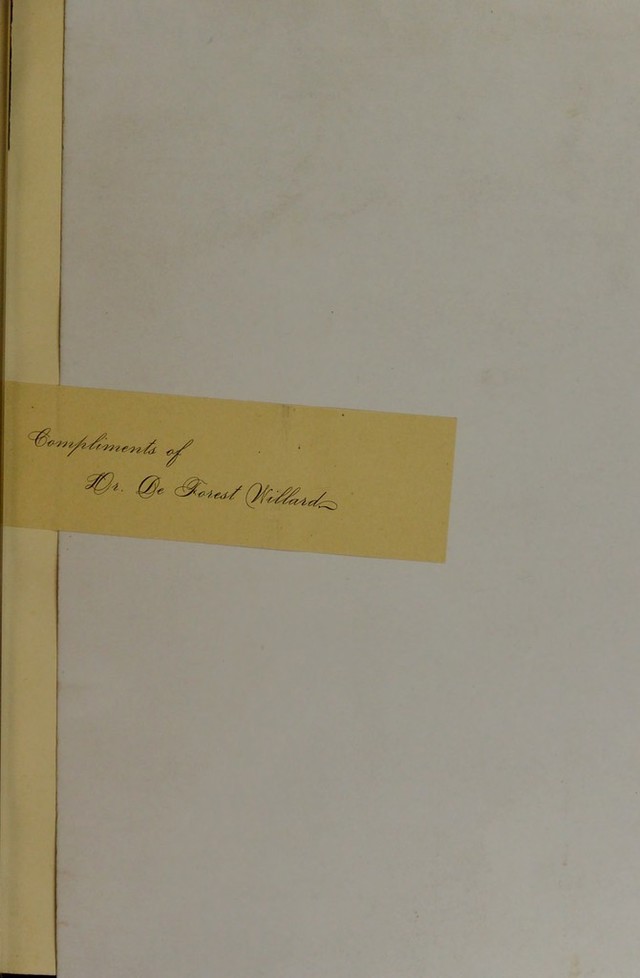 Compliments of
Dr. De Forest Willard